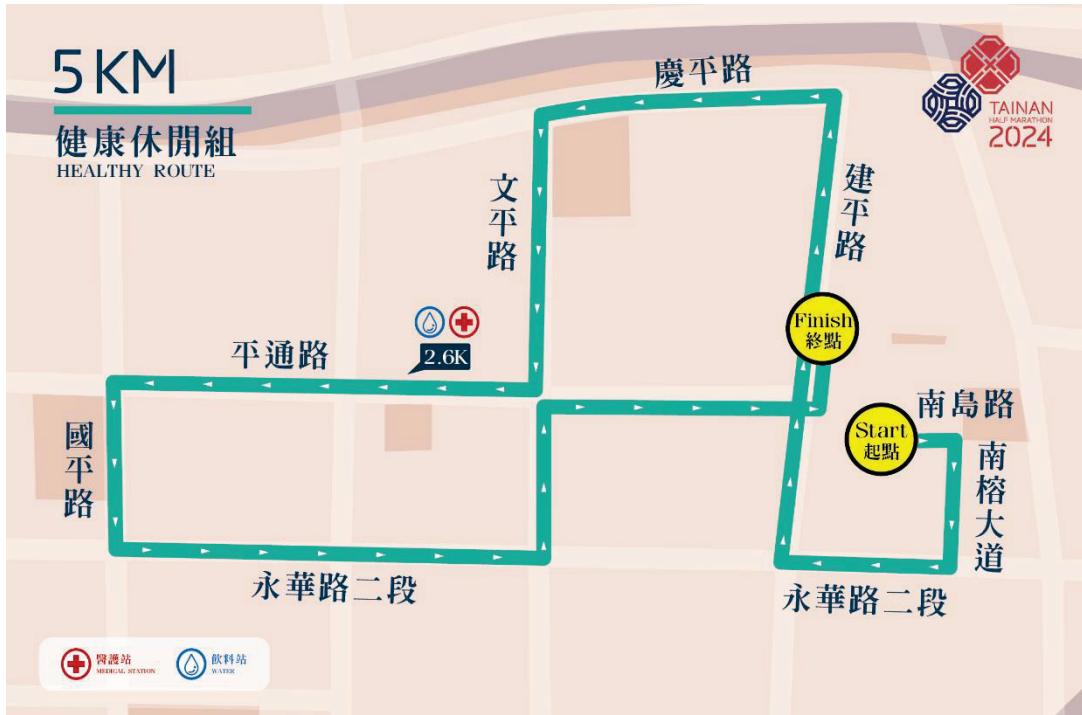 5KM
健康休閒組
HEALTHY ROUTE
TAINAN
HALF MARATHON
2024
慶平路
文平路
建平路
平通路
2.6K
Finish
終點
南島路
Start
起點
國平路
南榕大道
永華路二段
永華路二段
醫護站
MEDICAL STATION
飲料站
WATER